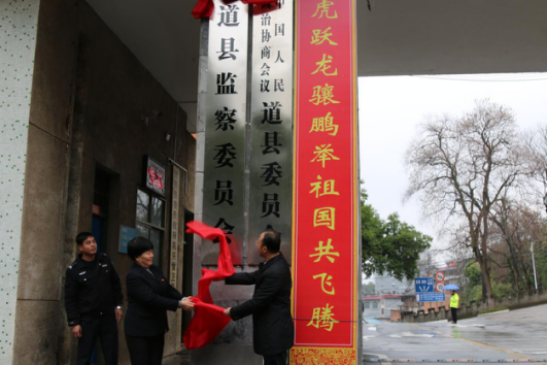 虎跃龙骧鹏举祖国共飞腾
中国人民
政治协商会议
道县委员会
道县监察委员会